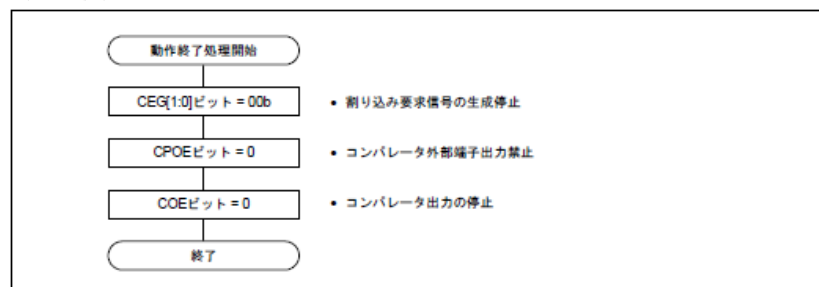 動作終了処理開始
CEG[1:0]ビット = 00b
• 割り込み要求信号の生成停止
CPOEビット = 0
• コンパレータ外部端子出力禁止
COEビット = 0
• コンパレータ出力の停止
終了